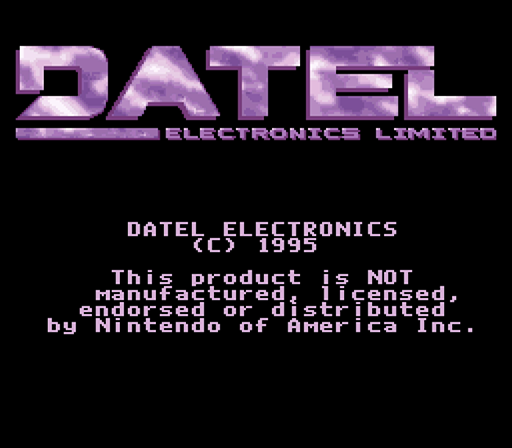 DATEL
ELECTRONICS LIMITED
DATEL ELECTRONICS
(C) 1995
This product is NOT
manufactured, licensed,
endorsed or distributed
by Nintendo of America Inc.